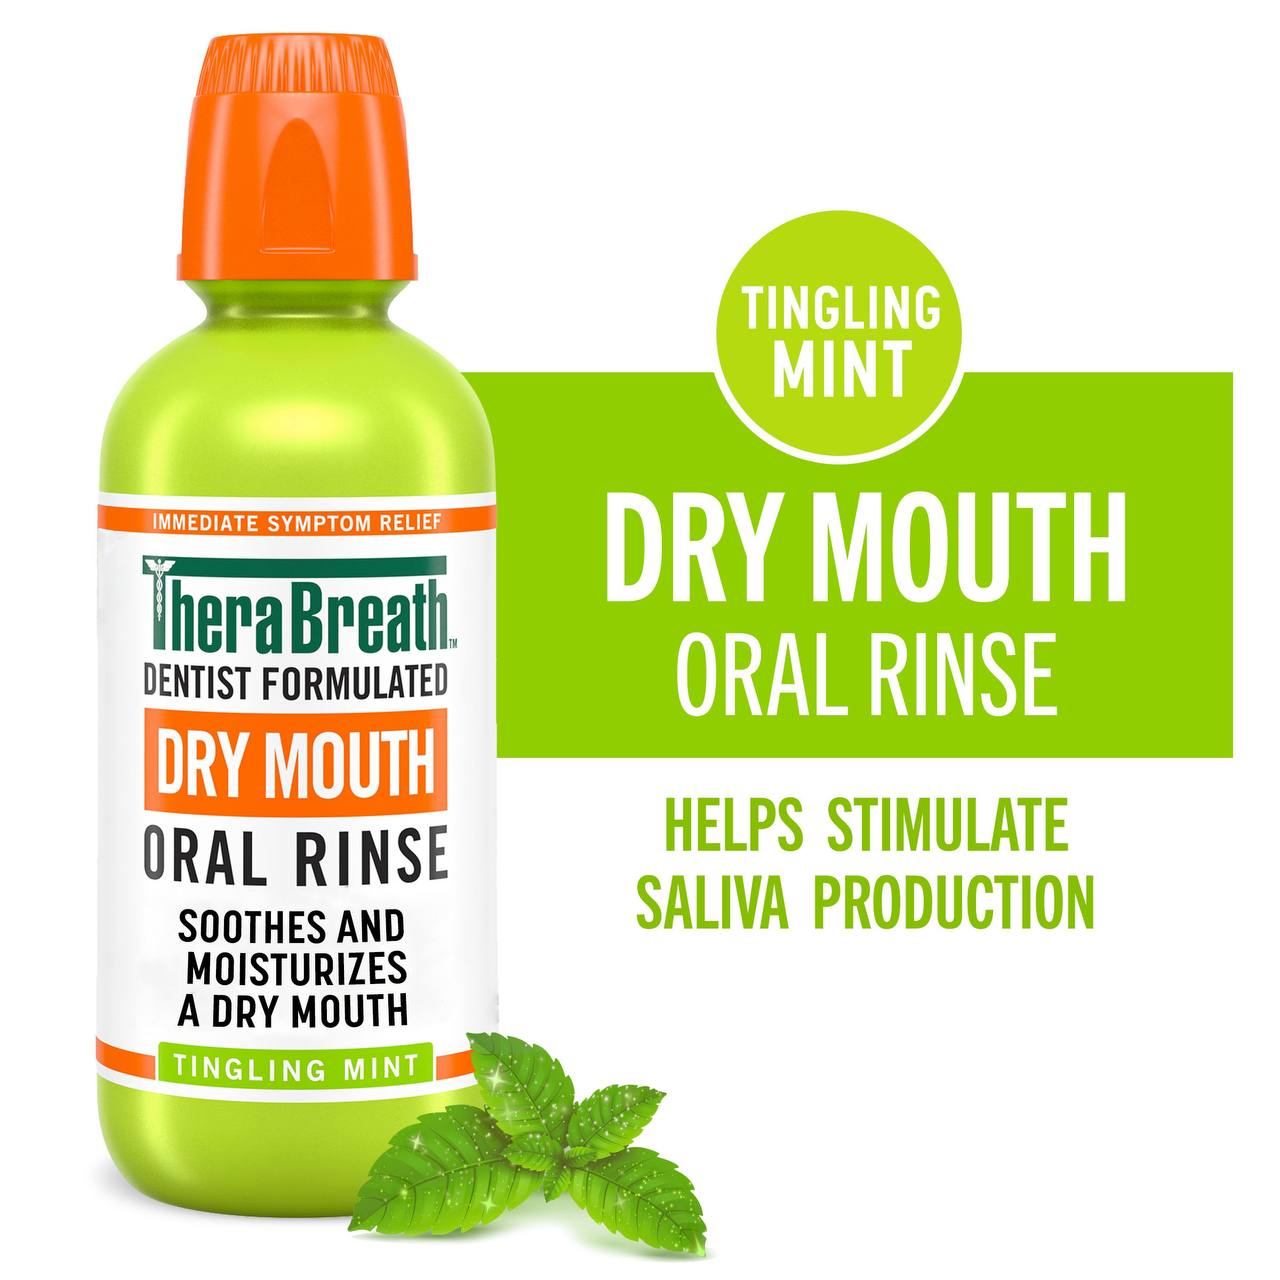 IMMEDIATE SYMPTOM RELIEF
TheraBreath™
DENTIST FORMULATED
DRY MOUTH
ORAL RINSE
SOOTHES AND
MOISTURIZES
A DRY MOUTH
TINGLING MINT
TINGLING
MINT
DRY MOUTH
ORAL RINSE
HELPS STIMULATE
SALIVA PRODUCTION